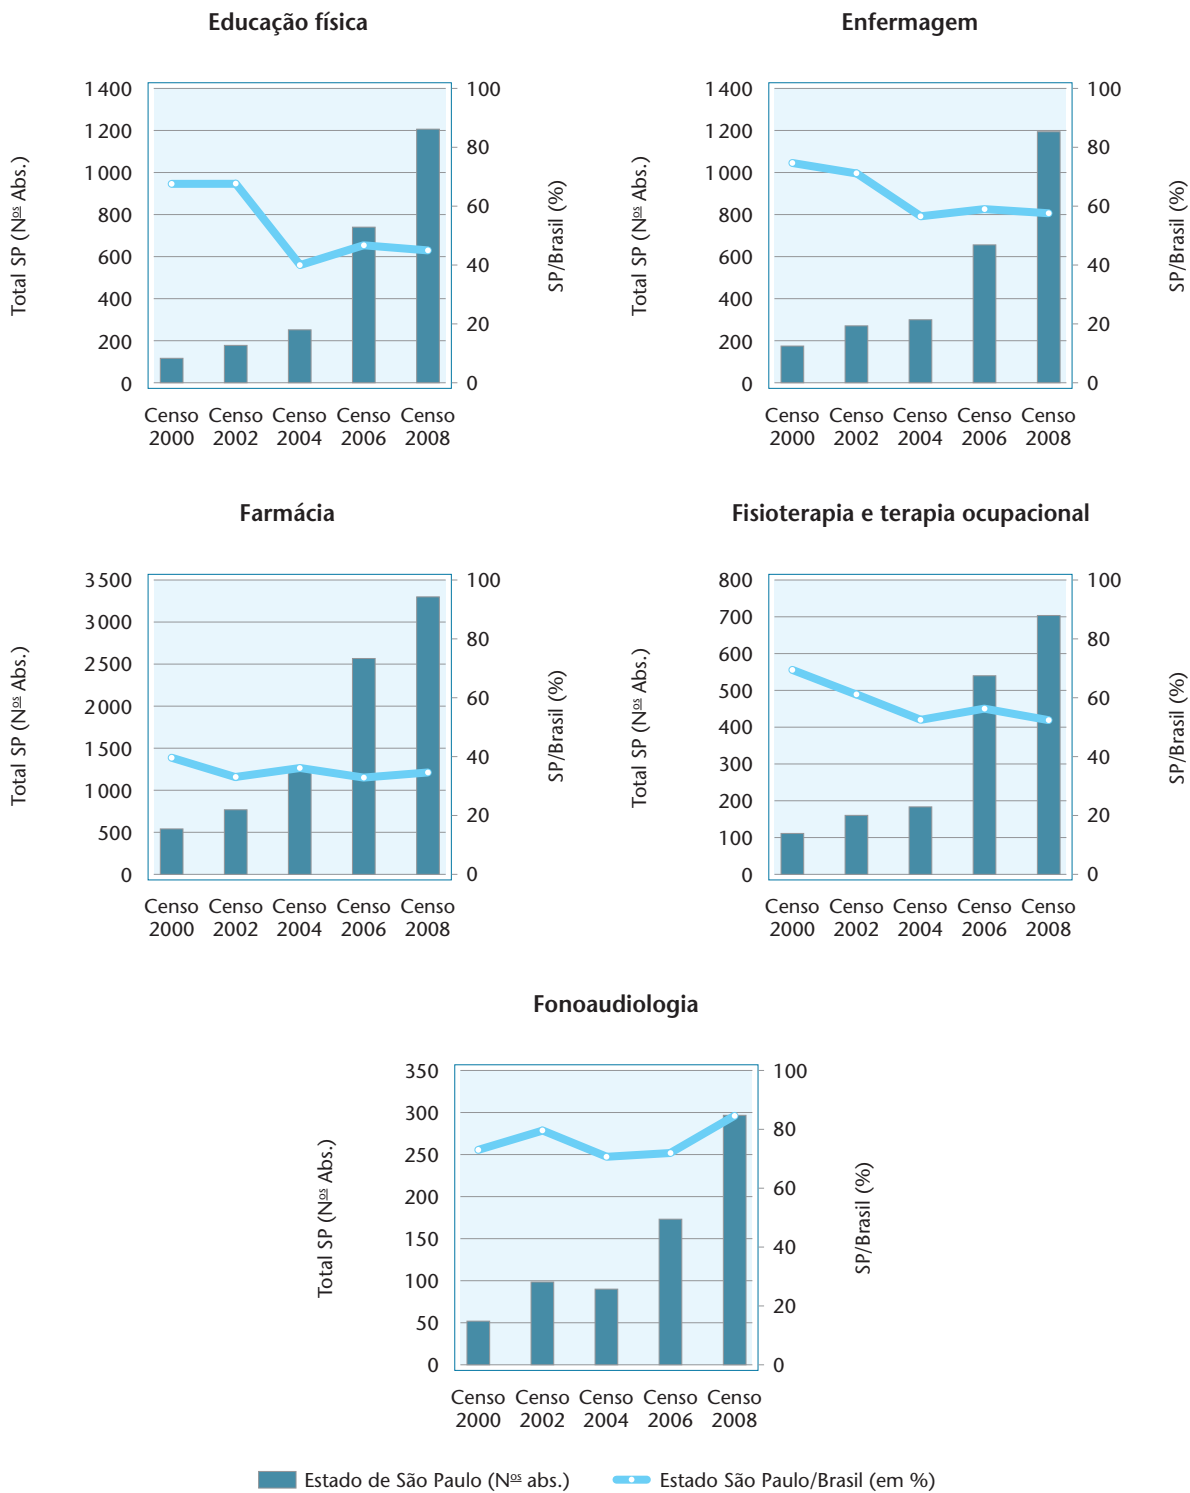 Educação física
Enfermagem
Total SP (Nºs Abs.)
1 400
1 200
1 000
800
600
400
200
0
100
80
60
40
20
0
SP/Brasil (%)
Censo 2000
Censo 2002
Censo 2004
Censo 2006
Censo 2008
Total SP (Nºs Abs.)
1 400
1 200
1 000
800
600
400
200
0
100
80
60
40
20
0
SP/Brasil (%)
Censo 2000
Censo 2002
Censo 2004
Censo 2006
Censo 2008
Farmácia
Fisioterapia e terapia ocupacional
Total SP (Nºs Abs.)
3 500
3 000
2 500
2 000
1 500
1 000
500
0
100
80
60
40
20
0
SP/Brasil (%)
Censo 2000
Censo 2002
Censo 2004
Censo 2006
Censo 2008
Total SP (Nºs Abs.)
800
700
600
500
400
300
200
100
0
100
80
60
40
20
0
SP/Brasil (%)
Censo 2000
Censo 2002
Censo 2004
Censo 2006
Censo 2008
Fonoaudiologia
Total SP (Nºs Abs.)
350
300
250
200
150
100
50
0
100
80
60
40
20
0
SP/Brasil (%)
Censo 2000
Censo 2002
Censo 2004
Censo 2006
Censo 2008
Estado de São Paulo (Nºs abs.)
Estado São Paulo/Brasil (em %)